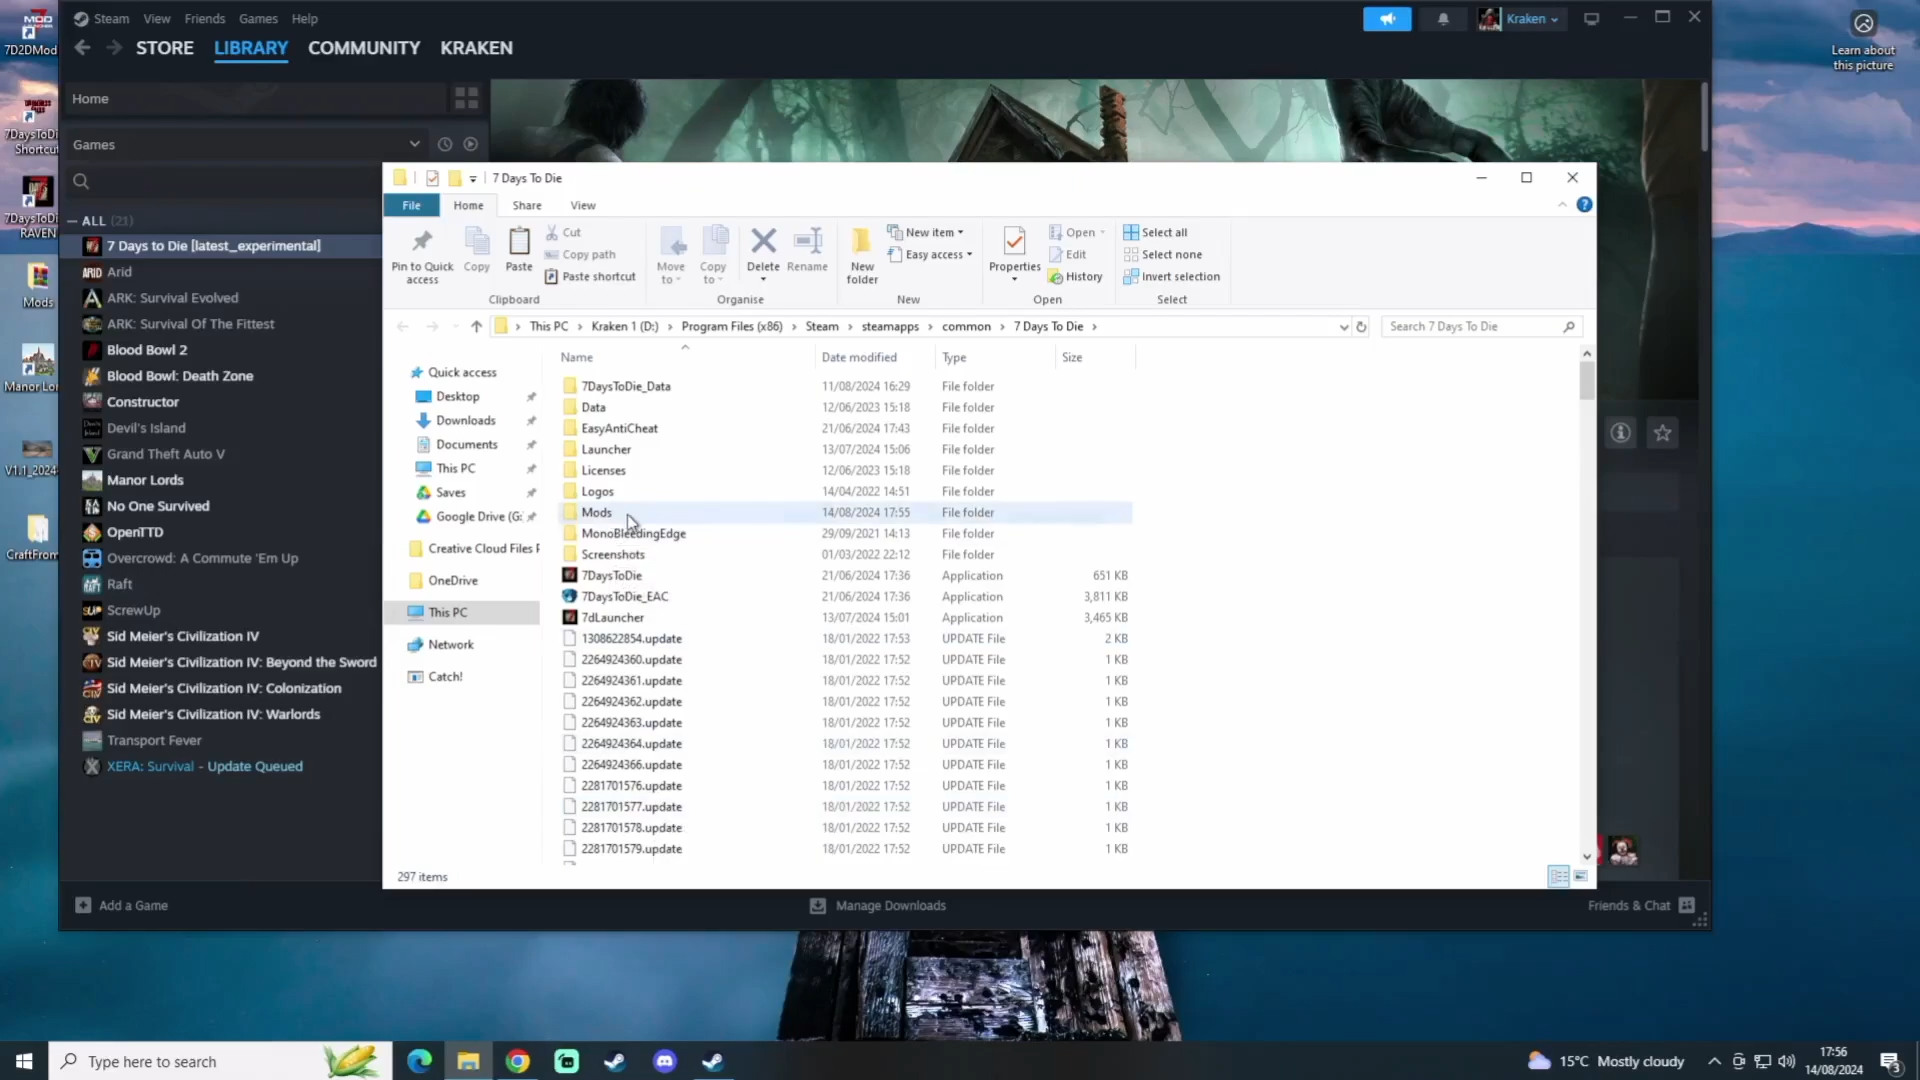 7D2DMod
7DaysToDi
Shortcut
7DaysToDi
RAVEN
Mods
Manor Lor
V1.1_2024
CraftFrom
Learn about
this picture
Steam View Friends Games Help
Kraken
STORE LIBRARY COMMUNITY KRAKEN
Home
Games
ALL (21)
7 Days to Die [latest_experimental]
Arid
ARK: Survival Evolved
ARK: Survival Of The Fittest
Blood Bowl 2
Blood Bowl: Death Zone
Constructor
Devil's Island
Grand Theft Auto V
Manor Lords
No One Survived
OpenTTD
Overcrowd: A Commute 'Em Up
Raft
ScrewUp
Sid Meier's Civilization IV
Sid Meier's Civilization IV: Beyond the Sword
Sid Meier's Civilization IV: Colonization
Sid Meier's Civilization IV: Warlords
Transport Fever
XERA: Survival - Update Queued
Add a Game
Manage Downloads
Friends & Chat
7 Days To Die
File Home Share View
Pin to Quick
access
Copy
Paste
Cut
Copy path
Paste shortcut
Clipboard
Move
to
Copy
to
Delete
Rename
Organise
New
folder
New item
Easy access
New
Properties
Open
Edit
History
Open
Select all
Select none
Invert selection
Select
This PC Kraken 1 (D:) Program Files (x86) Steam steamapps common 7 Days To Die
Search 7 Days To Die
Quick access
Desktop
Downloads
Documents
This PC
Saves
Google Drive (G:
Creative Cloud Files P
OneDrive
This PC
Network
Catch!
Name Date modified Type Size
7DaysToDie_Data 11/08/2024 16:29 File folder
Data 12/06/2023 15:18 File folder
EasyAntiCheat 21/06/2024 17:43 File folder
Launcher 13/07/2024 15:06 File folder
Licenses 12/06/2023 15:18 File folder
Logos 14/04/2022 14:51 File folder
Mods 14/08/2024 17:55 File folder
MonoBleedingEdge 29/09/2021 14:13 File folder
Screenshots 01/03/2022 22:12 File folder
7DaysToDie 21/06/2024 17:36 Application 651 KB
7DaysToDie_EAC 21/06/2024 17:36 Application 3,811 KB
7dLauncher 13/07/2024 15:01 Application 3,465 KB
1308622854.update 18/01/2022 17:53 UPDATE File 2 KB
2264924360.update 18/01/2022 17:52 UPDATE File 1 KB
2264924361.update 18/01/2022 17:52 UPDATE File 1 KB
2264924362.update 18/01/2022 17:52 UPDATE File 1 KB
2264924363.update 18/01/2022 17:52 UPDATE File 1 KB
2264924364.update 18/01/2022 17:52 UPDATE File 1 KB
2264924366.update 18/01/2022 17:52 UPDATE File 1 KB
2281701576.update 18/01/2022 17:52 UPDATE File 1 KB
2281701577.update 18/01/2022 17:52 UPDATE File 1 KB
2281701578.update 18/01/2022 17:52 UPDATE File 1 KB
2281701579.update 18/01/2022 17:52 UPDATE File 1 KB
297 items
Type here to search
15°C Mostly cloudy
17:56
14/08/2024
3